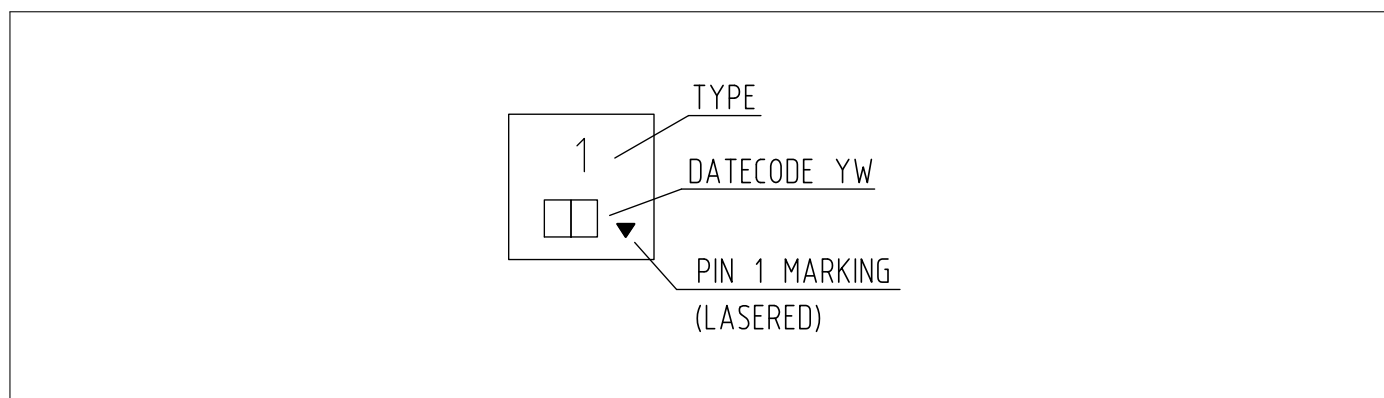 TYPE
1
DATECODE YW
PIN 1 MARKING
(LASERED)